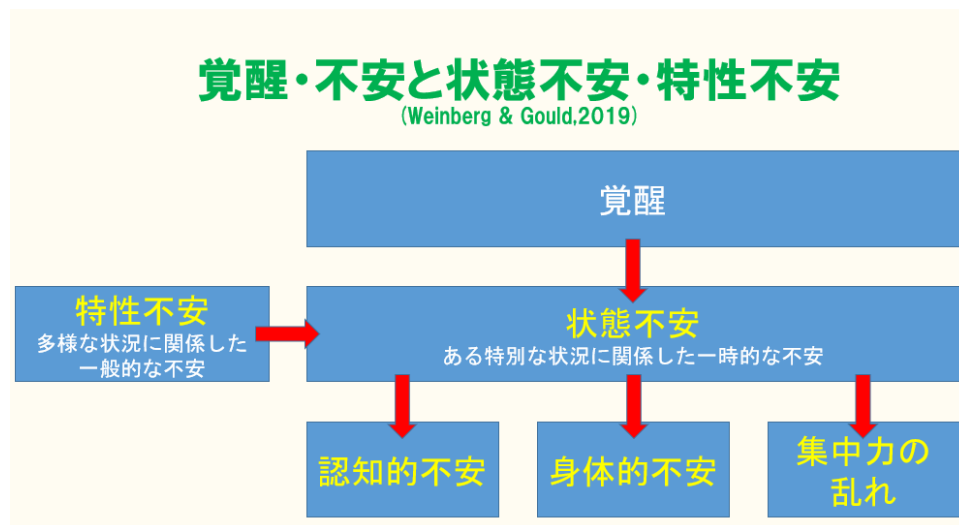 覚醒・不安と状態不安・特性不安
(Weinberg & Gould,2019)
覚醒
特性不安
多様な状況に関係した
一般的な不安
状態不安
ある特別な状況に関係した一時的な不安
認知的不安
身体的不安
集中力の
乱れ